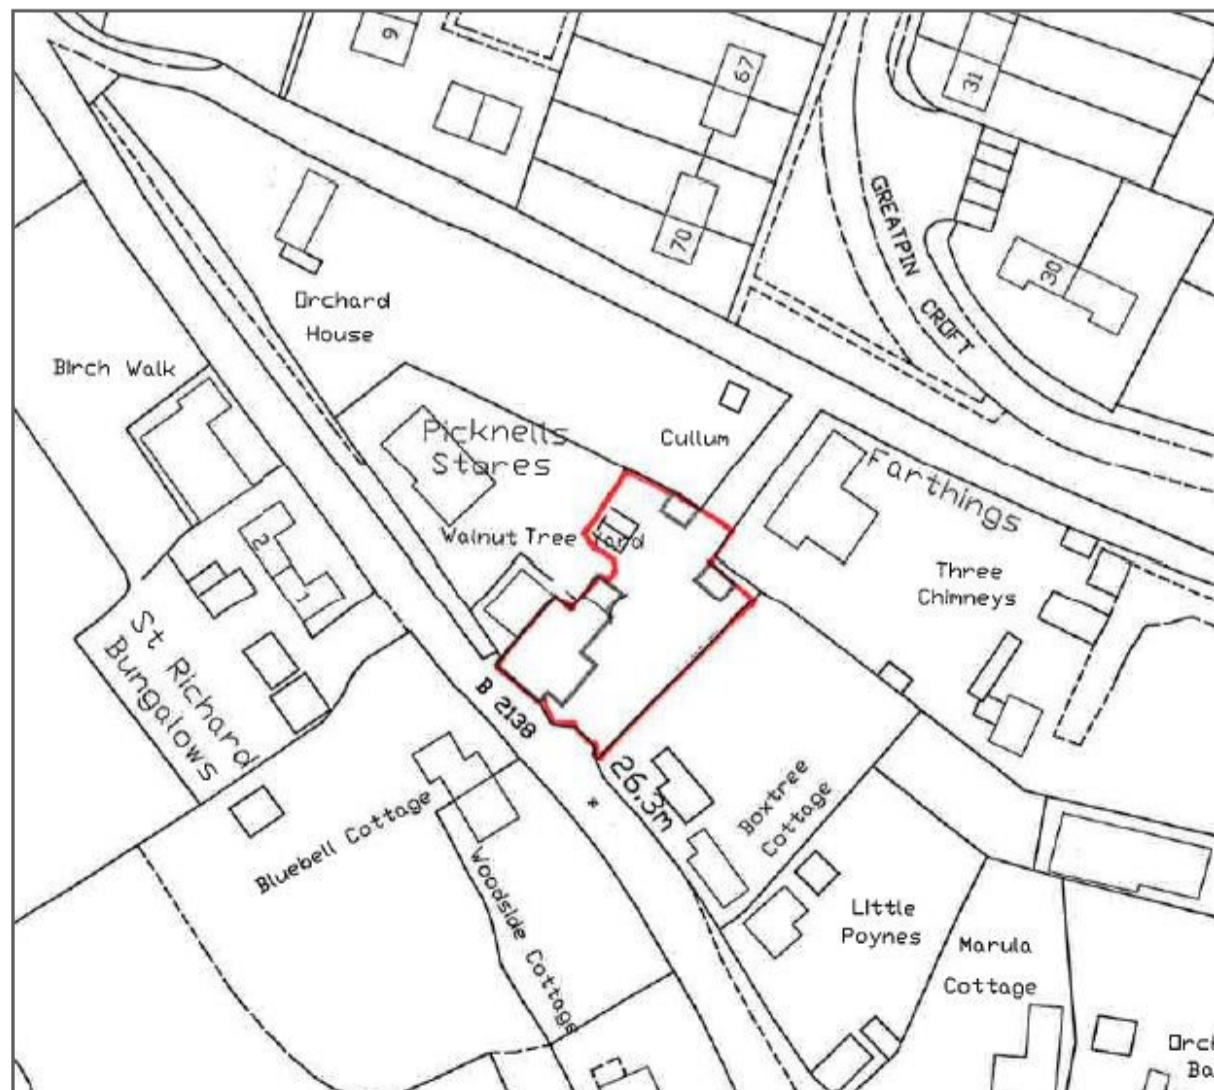 9
67
31
70
30
GREATPIN
CROFT
Orchard
House
Birch Walk
Picknells
Stores
Cullum
Farthings
Walnut Tree Yard
Three
Chimneys
2
1
St Richard
Bungalows
B 2138
26.3m
Boxtree
Cottage
Bluebell Cottage
Woodside Cottage
Little
Poynes
Marula
Cottage
Orc
Ba